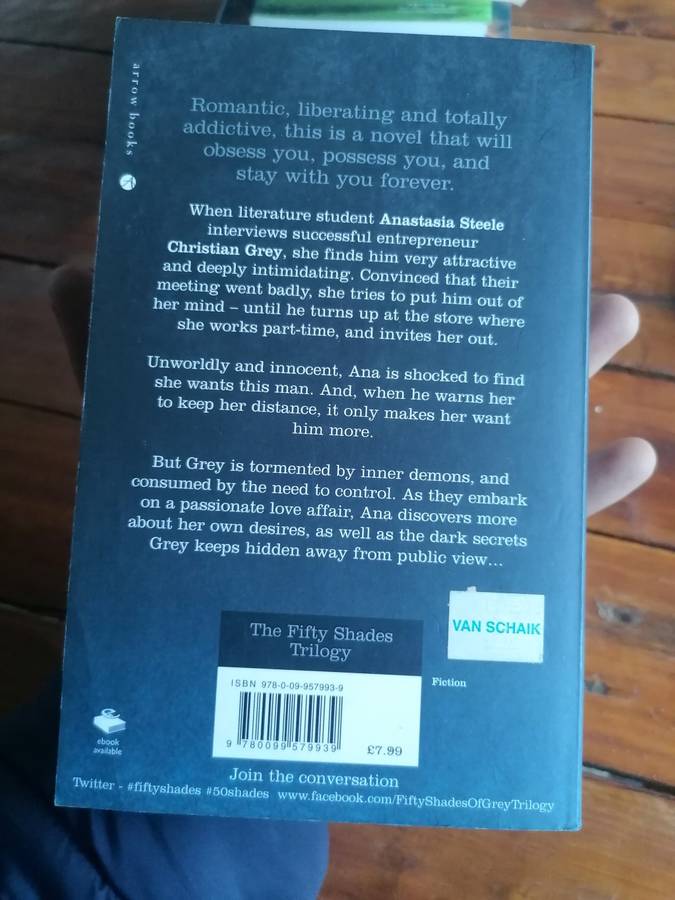 arrow books
Romantic, liberating and totally
addictive, this is a novel that will
obsess you, possess you, and
stay with you forever.
When literature student Anastasia Steele
interviews successful entrepreneur
Christian Grey, she finds him very attractive
and deeply intimidating. Convinced that their
meeting went badly, she tries to put him out of
her mind – until he turns up at the store where
she works part-time, and invites her out.
Unworldly and innocent, Ana is shocked to find
she wants this man. And, when he warns her
to keep her distance, it only makes her want
him more.
But Grey is tormented by inner demons, and
consumed by the need to control. As they embark
on a passionate love affair, Ana discovers more
about her own desires, as well as the dark secrets
Grey keeps hidden away from public view...
VAN SCHAIK
The Fifty Shades
Trilogy
ISBN 978-0-09-957993-9
Fiction
9 780099 579939
£7.99
ebook
available
Join the conversation
Twitter - #fiftyshades #50shades www.facebook.com/FiftyShadesOfGreyTrilogy